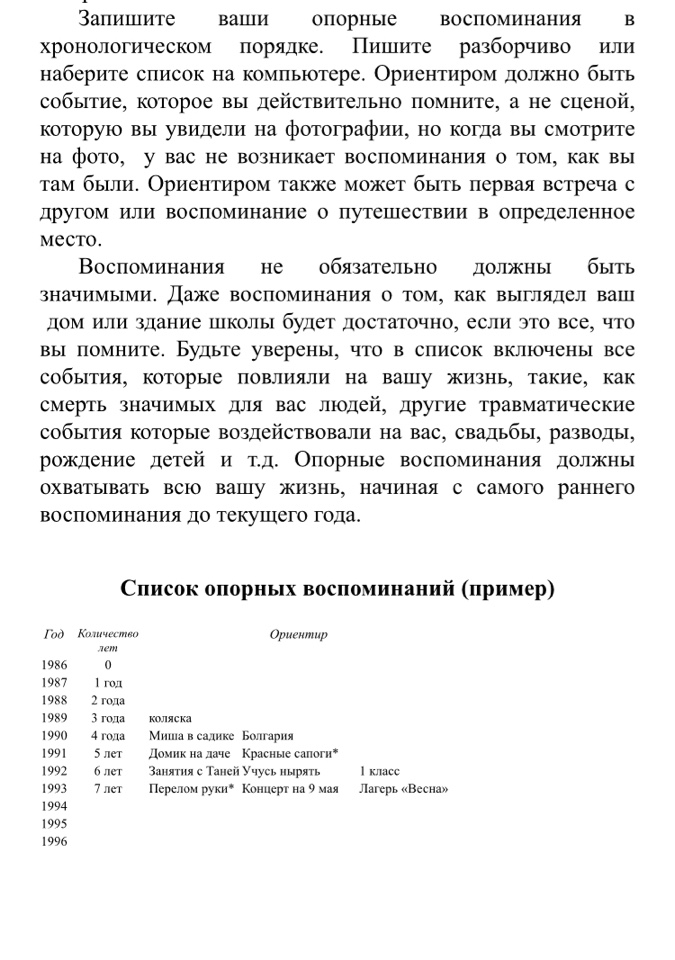 Запишите ваши опорные воспоминания в
хронологическом порядке. Пишите разборчиво или
наберите список на компьютере. Ориентиром должно быть
событие, которое вы действительно помните, а не сценой,
которую вы увидели на фотографии, но когда вы смотрите
на фото, у вас не возникает воспоминания о том, как вы
там были. Ориентиром также может быть первая встреча с
другом или воспоминание о путешествии в определенное
место.
Воспоминания не обязательно должны быть
значимыми. Даже воспоминания о том, как выглядел ваш
дом или здание школы будет достаточно, если это все, что
вы помните. Будьте уверены, что в список включены все
события, которые повлияли на вашу жизнь, такие, как
смерть значимых для вас людей, другие травматические
события которые воздействовали на вас, свадьбы, разводы,
рождение детей и т.д. Опорные воспоминания должны
охватывать всю вашу жизнь, начиная с самого раннего
воспоминания до текущего года.
Список опорных воспоминаний (пример)
Год Количество лет Ориентир
1986 0
1987 1 год
1988 2 года
1989 3 года коляска
1990 4 года Миша в садике Болгария
1991 5 лет Домик на даче Красные сапоги*
1992 6 лет Занятия с Таней Учусь нырять 1 класс
1993 7 лет Перелом руки* Концерт на 9 мая Лагерь «Весна»
1994
1995
1996